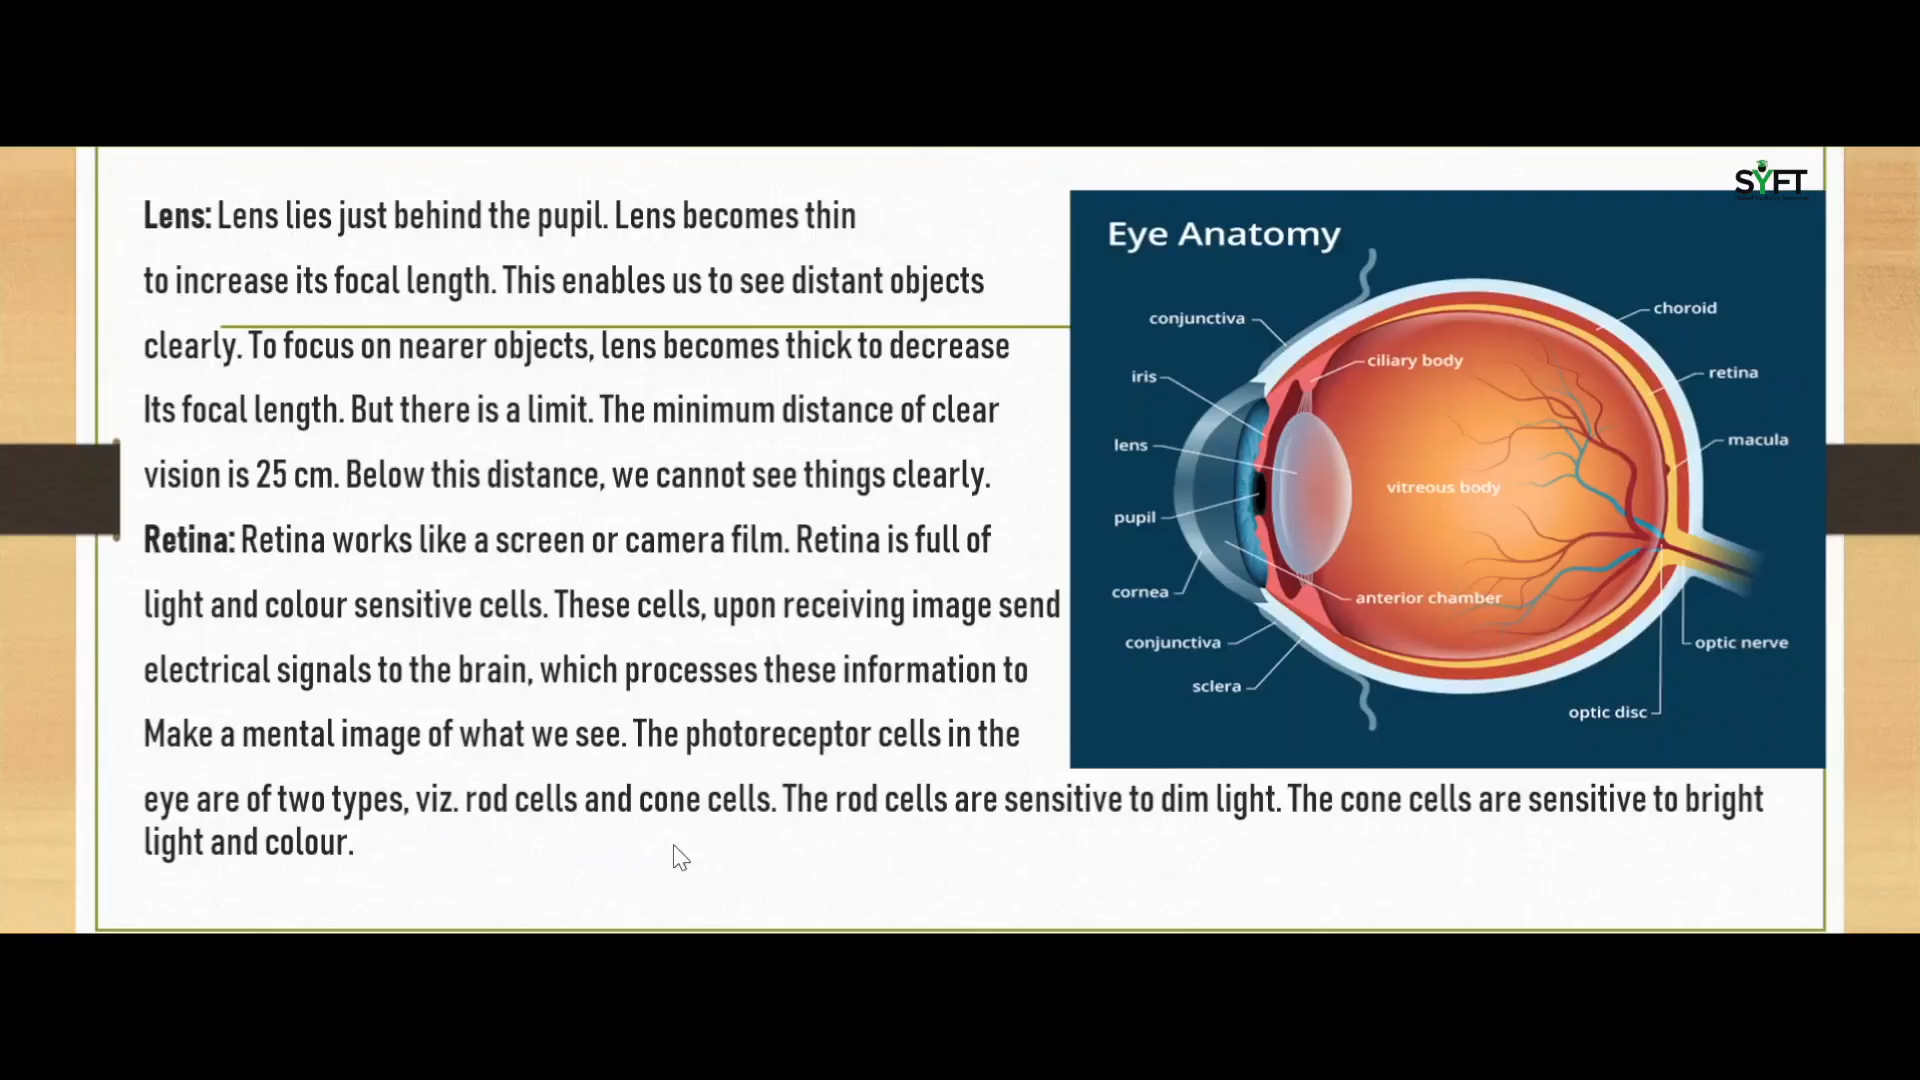 SYFT
Lens: Lens lies just behind the pupil. Lens becomes thin
to increase its focal length. This enables us to see distant objects
clearly. To focus on nearer objects, lens becomes thick to decrease
Its focal length. But there is a limit. The minimum distance of clear
vision is 25 cm. Below this distance, we cannot see things clearly.
Retina: Retina works like a screen or camera film. Retina is full of
light and colour sensitive cells. These cells, upon receiving image send
electrical signals to the brain, which processes these information to
Make a mental image of what we see. The photoreceptor cells in the
eye are of two types, viz. rod cells and cone cells. The rod cells are sensitive to dim light. The cone cells are sensitive to bright
light and colour.
Eye Anatomy
conjunctiva
iris
lens
pupil
cornea
conjunctiva
sclera
ciliary body
vitreous body
anterior chamber
choroid
retina
macula
optic nerve
optic disc